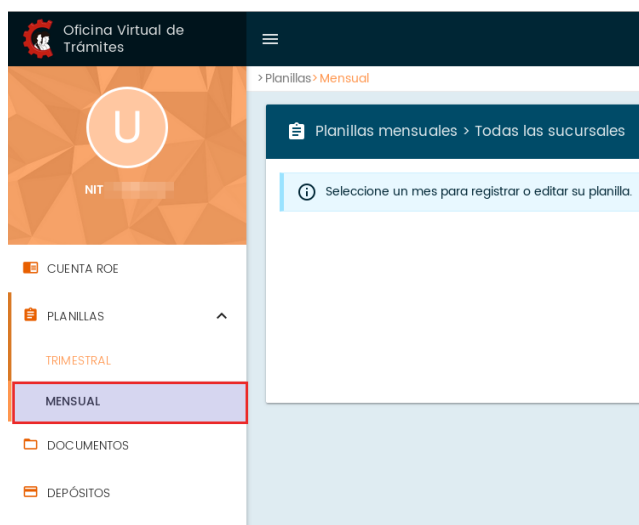 Oficina Virtual de
Trámites
> Planillas > Mensual
U
NIT
Planillas mensuales > Todas las sucursales
Seleccione un mes para registrar o editar su planilla.
CUENTA ROE
PLANILLAS
TRIMESTRAL
MENSUAL
DOCUMENTOS
DEPÓSITOS